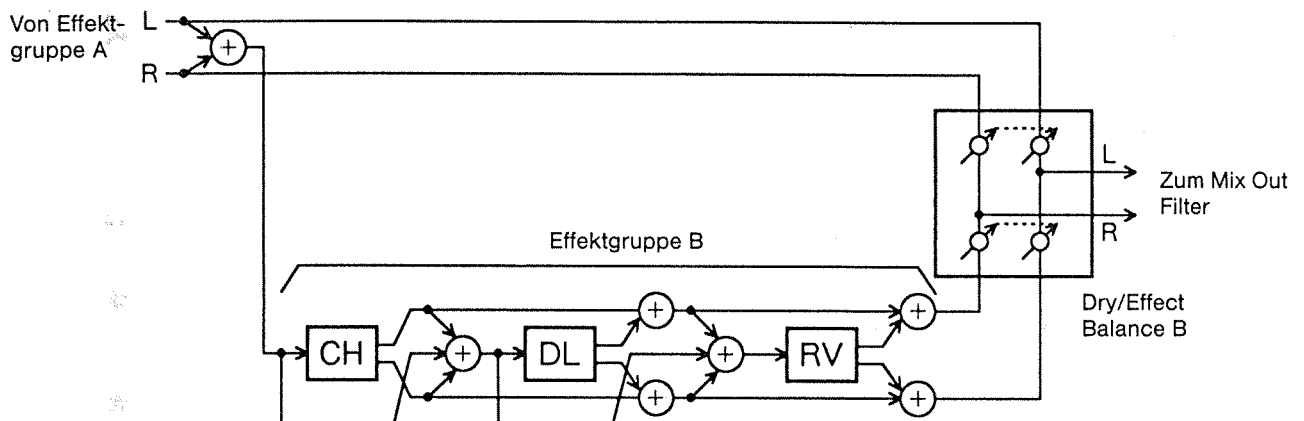 Von Effekt-
gruppe A
L
R
+
L
R
Zum Mix Out
Filter
Effektgruppe B
Dry/Effect
Balance B
+
+
+
CH
+
DL
+
RV
+
+